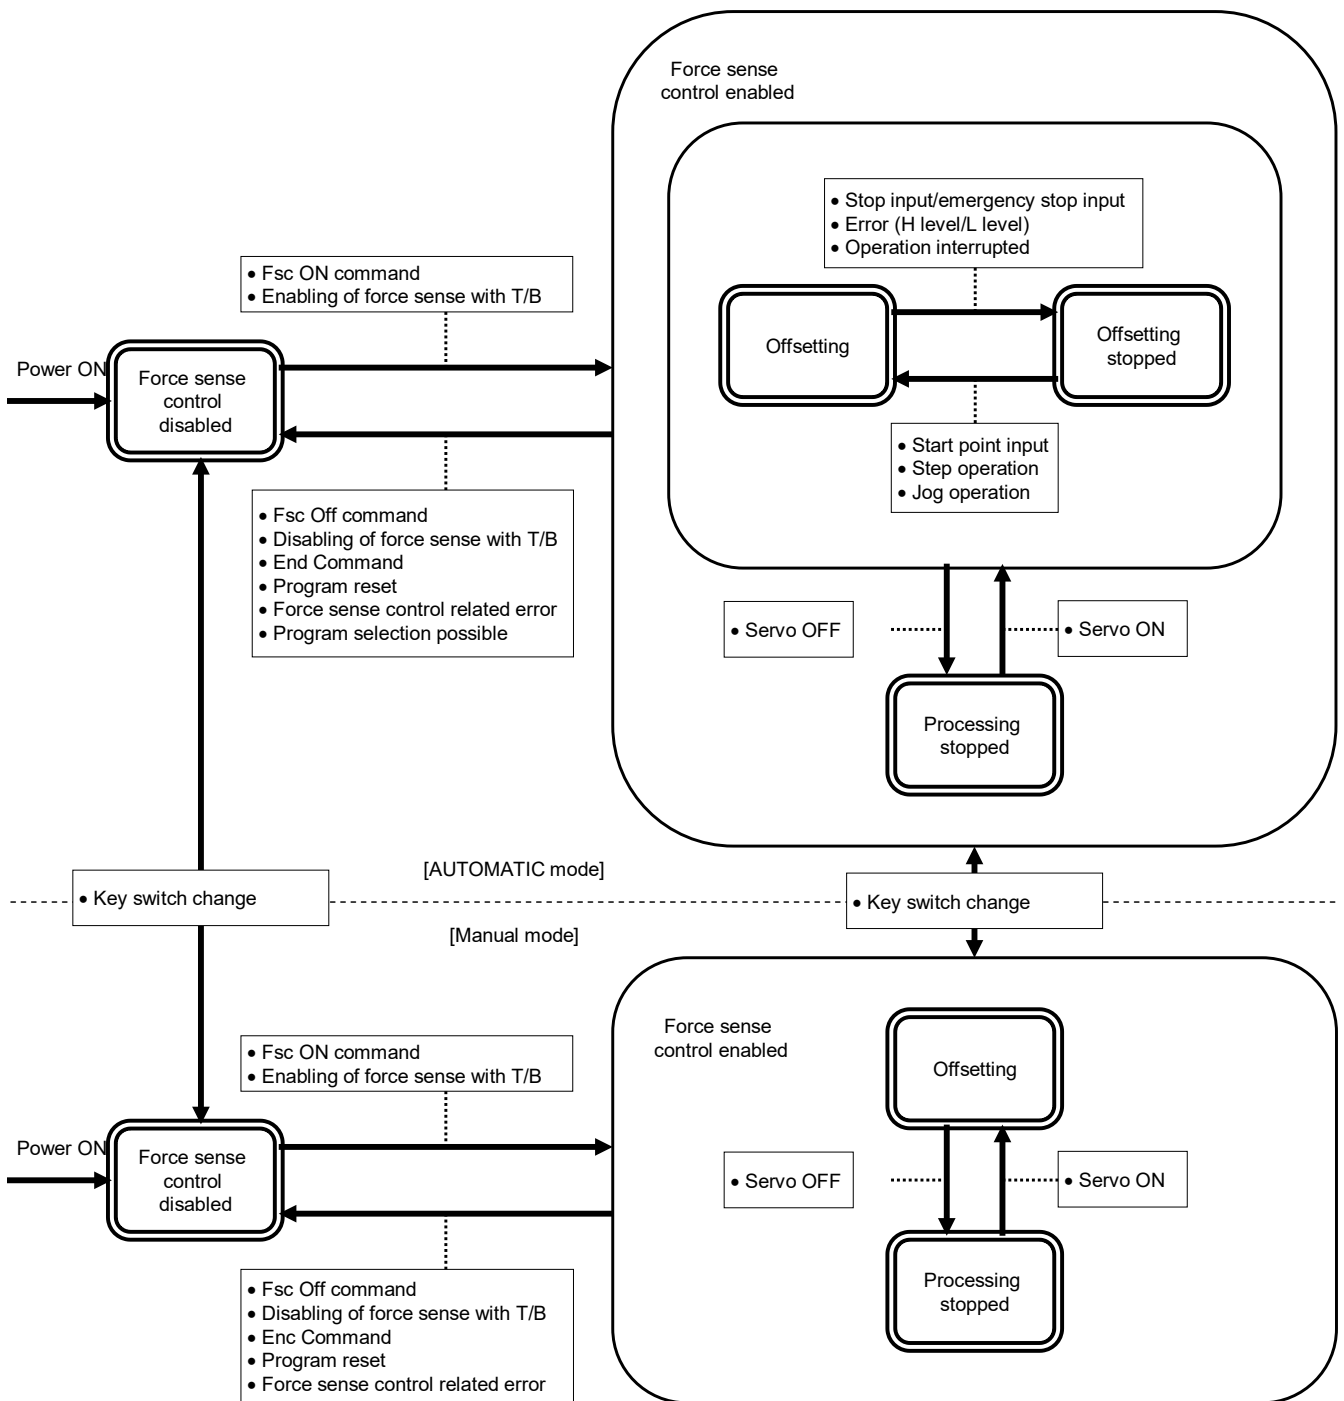 Force sense
control enabled
• Stop input/emergency stop input
• Error (H level/L level)
• Operation interrupted
• Fsc ON command
• Enabling of force sense with T/B
Offsetting
Offsetting
stopped
Power ON
Force sense
control
disabled
• Start point input
• Step operation
• Jog operation
• Fsc Off command
• Disabling of force sense with T/B
• End Command
• Program reset
• Force sense control related error
• Program selection possible
• Servo OFF
• Servo ON
Processing
stopped
[AUTOMATIC mode]
• Key switch change
• Key switch change
[Manual mode]
Force sense
control enabled
• Fsc ON command
• Enabling of force sense with T/B
Offsetting
Power ON
Force sense
control
disabled
• Servo OFF
• Servo ON
• Fsc Off command
• Disabling of force sense with T/B
• Enc Command
• Program reset
• Force sense control related error
Processing
stopped